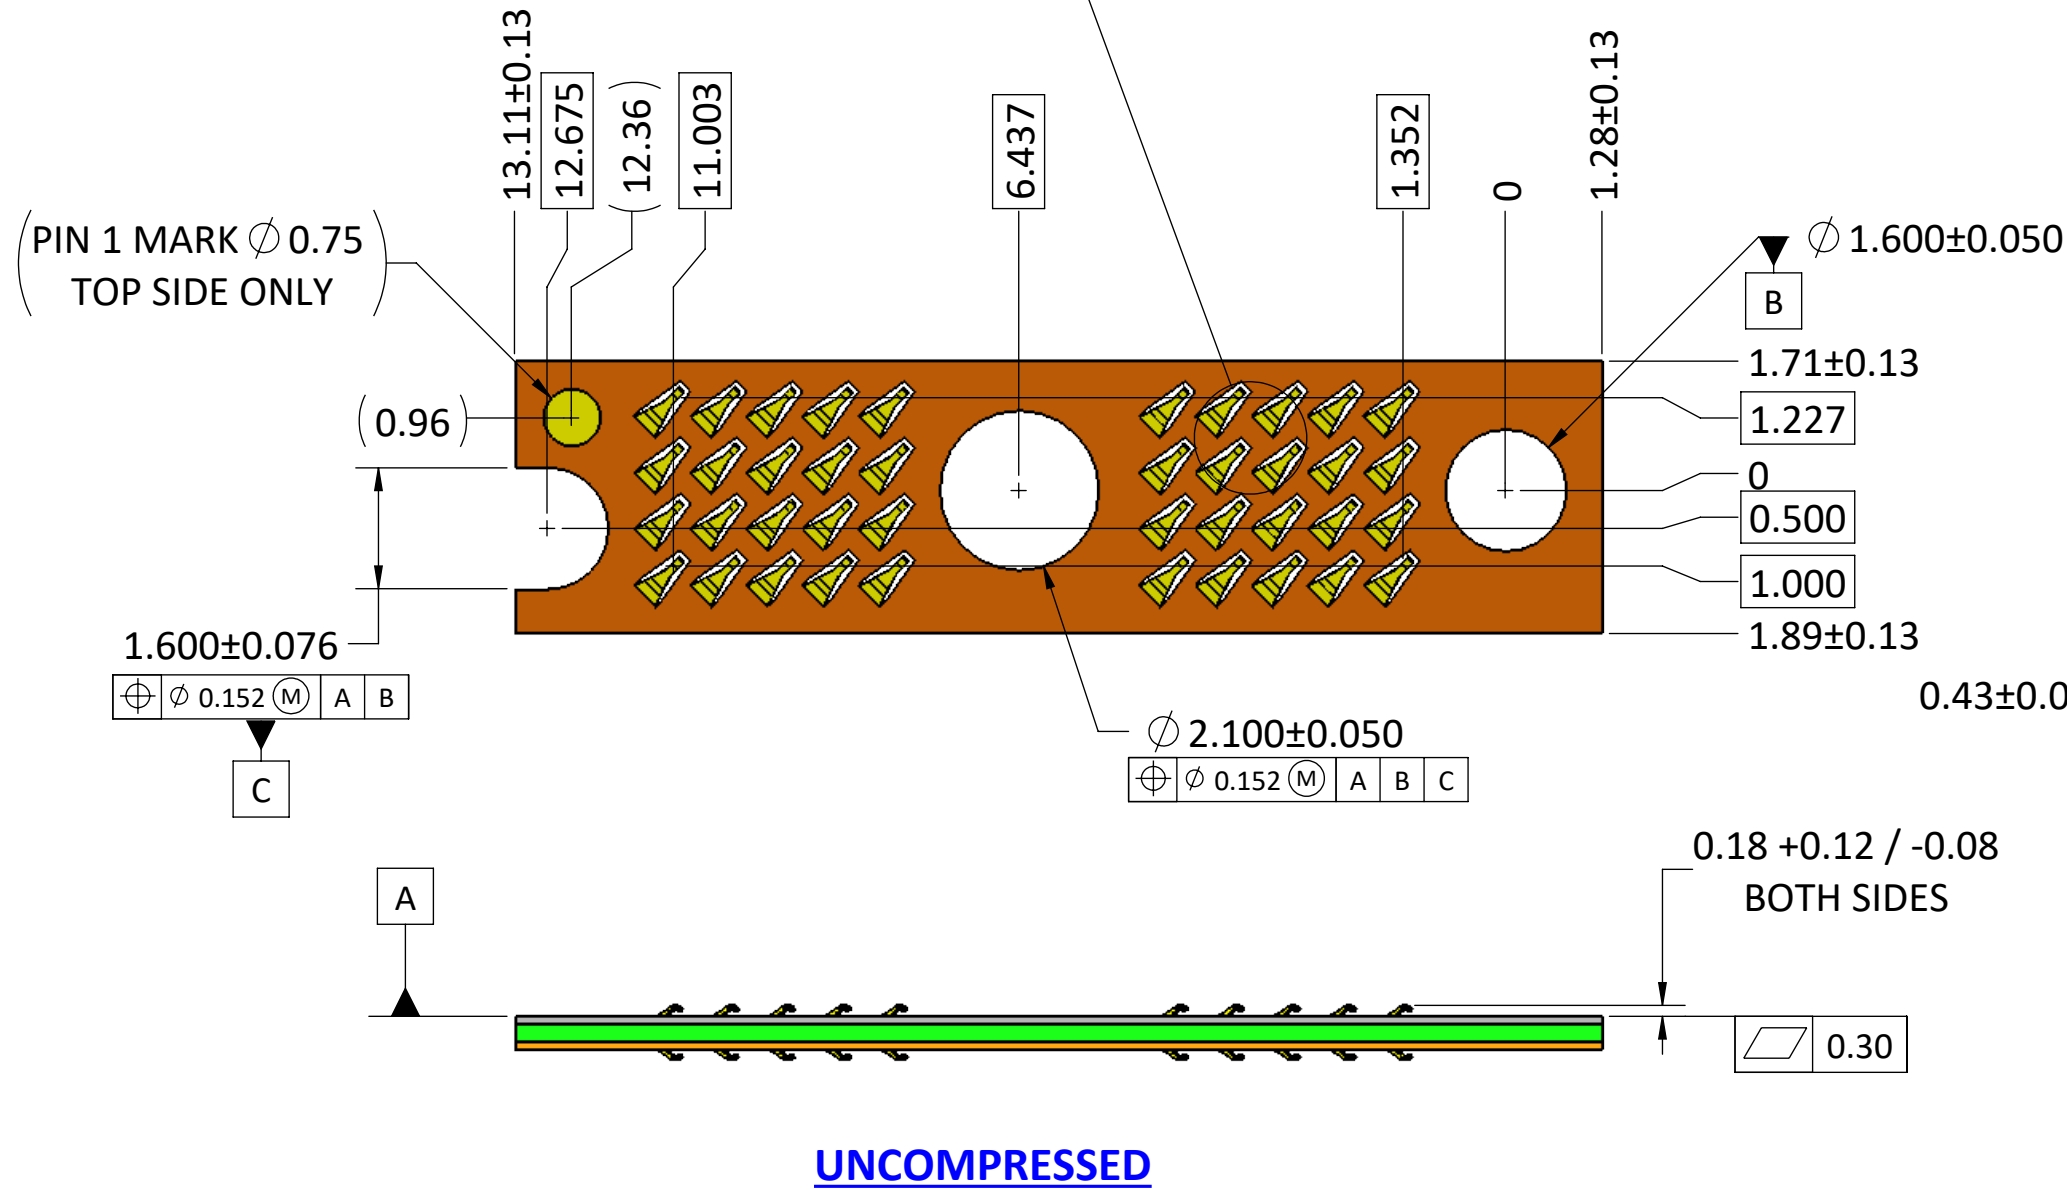 13.11±0.13
12.675
(12.36)
11.003
6.437
1.352
0
1.28±0.13
(PIN 1 MARK ∅ 0.75
TOP SIDE ONLY)
∅ 1.600±0.050
B
1.71±0.13
(0.96)
1.227
0
0.500
1.000
1.600±0.076
1.89±0.13
⌖ ∅ 0.152 Ⓜ A B
0.43±0.0
C
∅ 2.100±0.050
⌖ ∅ 0.152 Ⓜ A B C
0.18 +0.12 / -0.08
BOTH SIDES
A
⏥ 0.30
UNCOMPRESSED